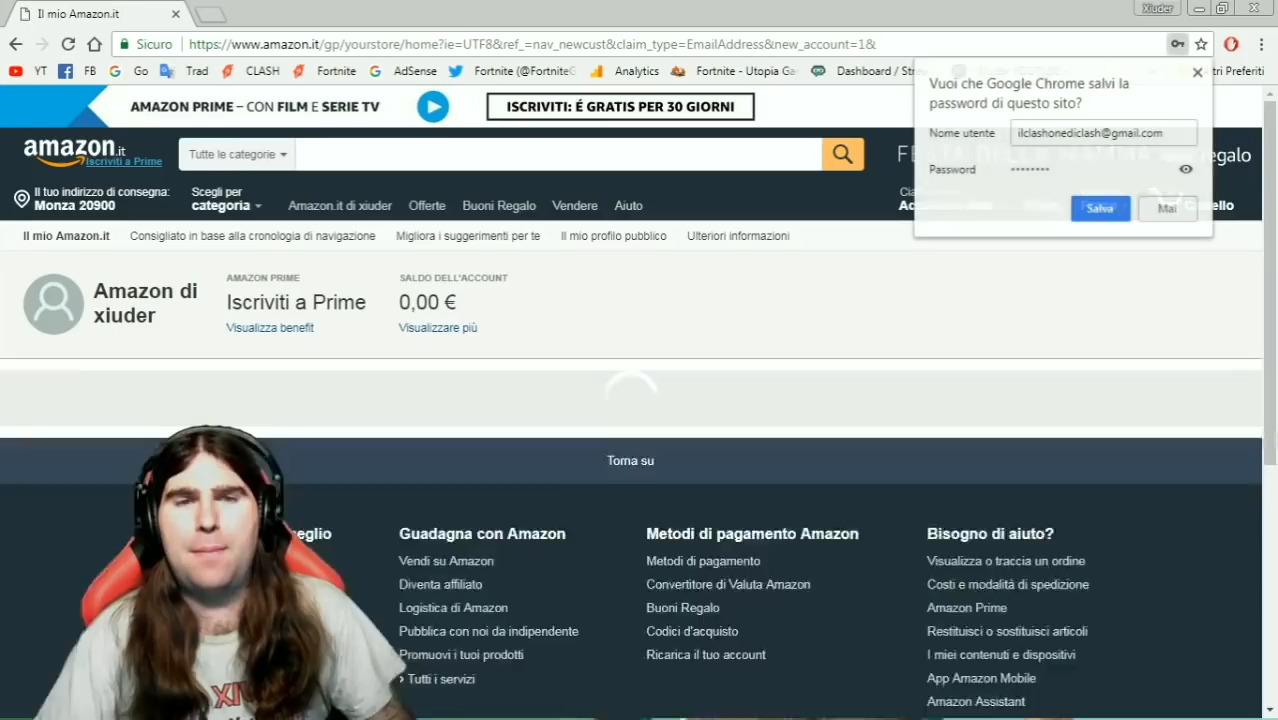 Il mio Amazon.it
Xiuder
Sicuro
https://www.amazon.it/gp/yourstore/home?ie=UTF8&ref_=nav_newcust&claim_type=EmailAddress&new_account=1&
YT
FB
Go
Trad
CLASH
Fortnite
AdSense
Fortnite (@Fortnite
Analytics
Fortnite - Utopia Ga
Dashboard / Stre
tri Preferiti
Vuoi che Google Chrome salvi la
password di questo sito?
Nome utente
ilclashonediclash@gmail.com
Password
••••••••
Salva
Mai
AMAZON PRIME – CON FILM E SERIE TV
ISCRIVITI: É GRATIS PER 30 GIORNI
amazon.it
Iscriviti a Prime
Tutte le categorie
regalo
Il tuo indirizzo di consegna:
Monza 20900
Scegli per
categoria
Amazon.it di xiuder
Offerte
Buoni Regalo
Vendere
Aiuto
Il mio Amazon.it
Consigliato in base alla cronologia di navigazione
Migliora i suggerimenti per te
Il mio profilo pubblico
Ulteriori informazioni
Amazon di
xiuder
AMAZON PRIME
Iscriviti a Prime
Visualizza benefit
SALDO DELL'ACCOUNT
0,00 €
Visualizzare più
Torna su
eglio
Guadagna con Amazon
Vendi su Amazon
Diventa affiliato
Logistica di Amazon
Pubblica con noi da indipendente
Promuovi i tuoi prodotti
› Tutti i servizi
Metodi di pagamento Amazon
Metodi di pagamento
Convertitore di Valuta Amazon
Buoni Regalo
Codici d'acquisto
Ricarica il tuo account
Bisogno di aiuto?
Visualizza o traccia un ordine
Costi e modalità di spedizione
Amazon Prime
Restituisci o sostituisci articoli
I miei contenuti e dispositivi
App Amazon Mobile
Amazon Assistant